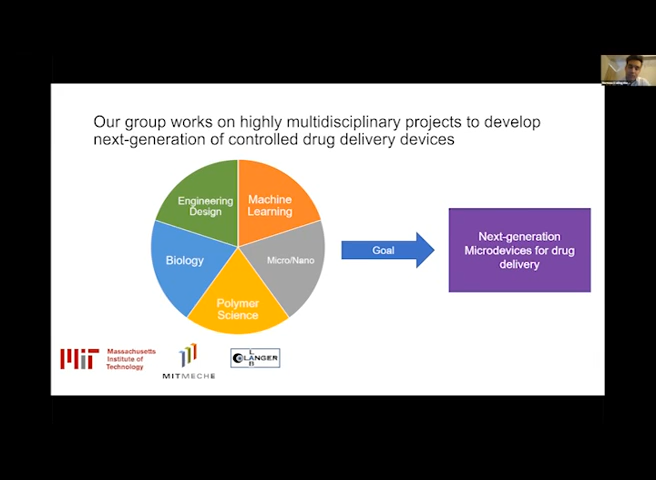 Our group works on highly multidisciplinary projects to develop
next-generation of controlled drug delivery devices
Engineering
Design
Machine
Learning
Biology
Micro/Nano
Polymer
Science
Goal
Next-generation
Microdevices for drug
delivery
MIT
Massachusetts
Institute of
Technology
MITMECHE
LANGER
LAB